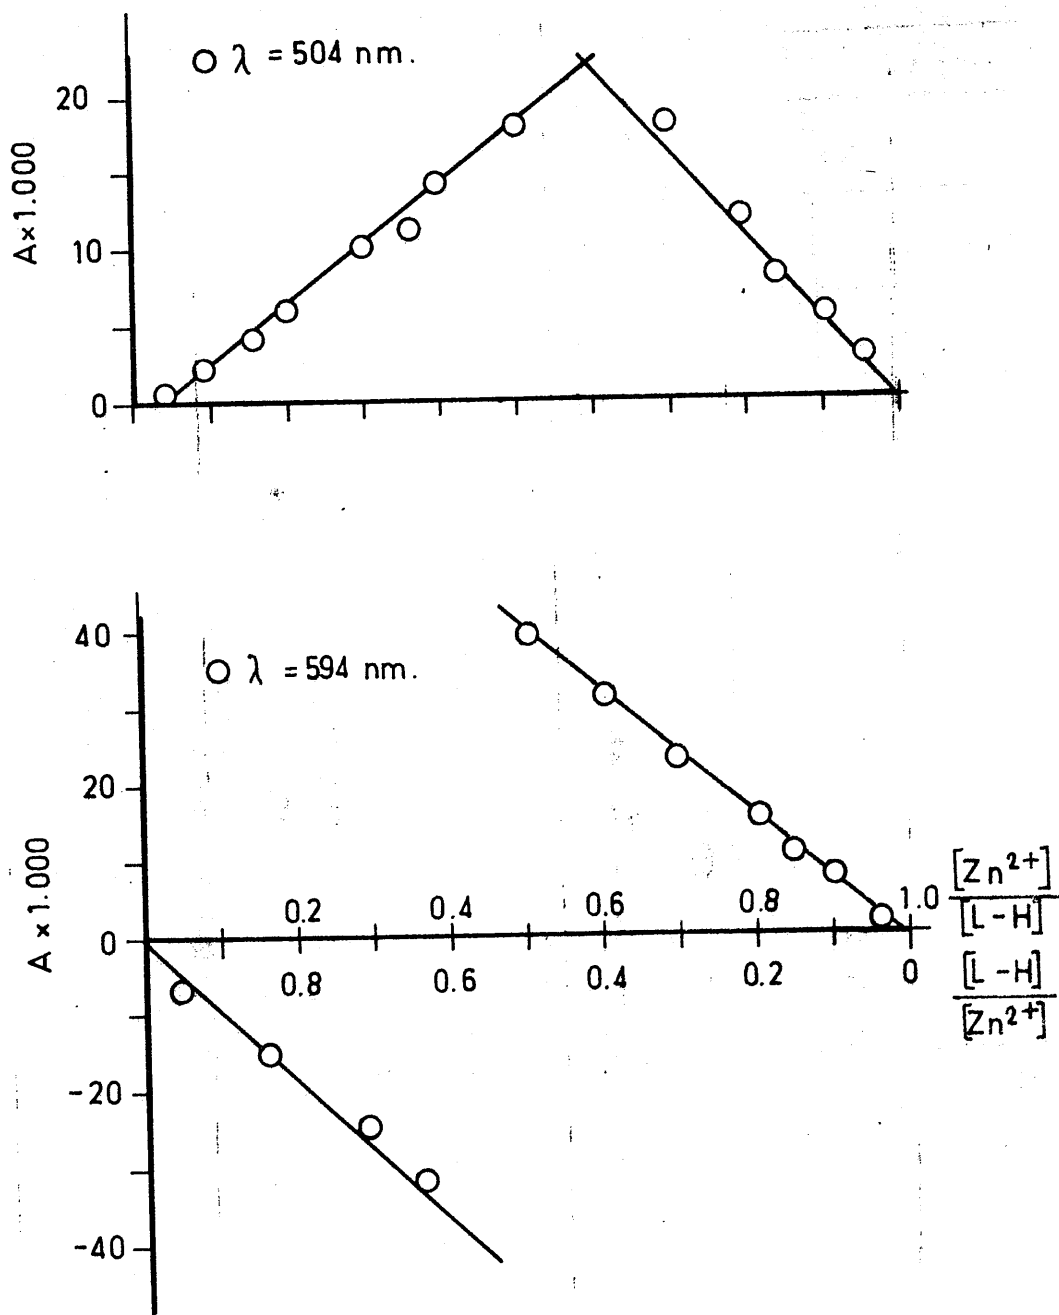 λ = 504 nm.
20
10
0
A×1.000
40
λ = 594 nm.
20
0
-20
-40
A × 1.000
0.2 0.4 0.6 0.8 1.0
0.8 0.6 0.4 0.2 0
[Zn²⁺]
[L-H]
[L-H]
[Zn²⁺]